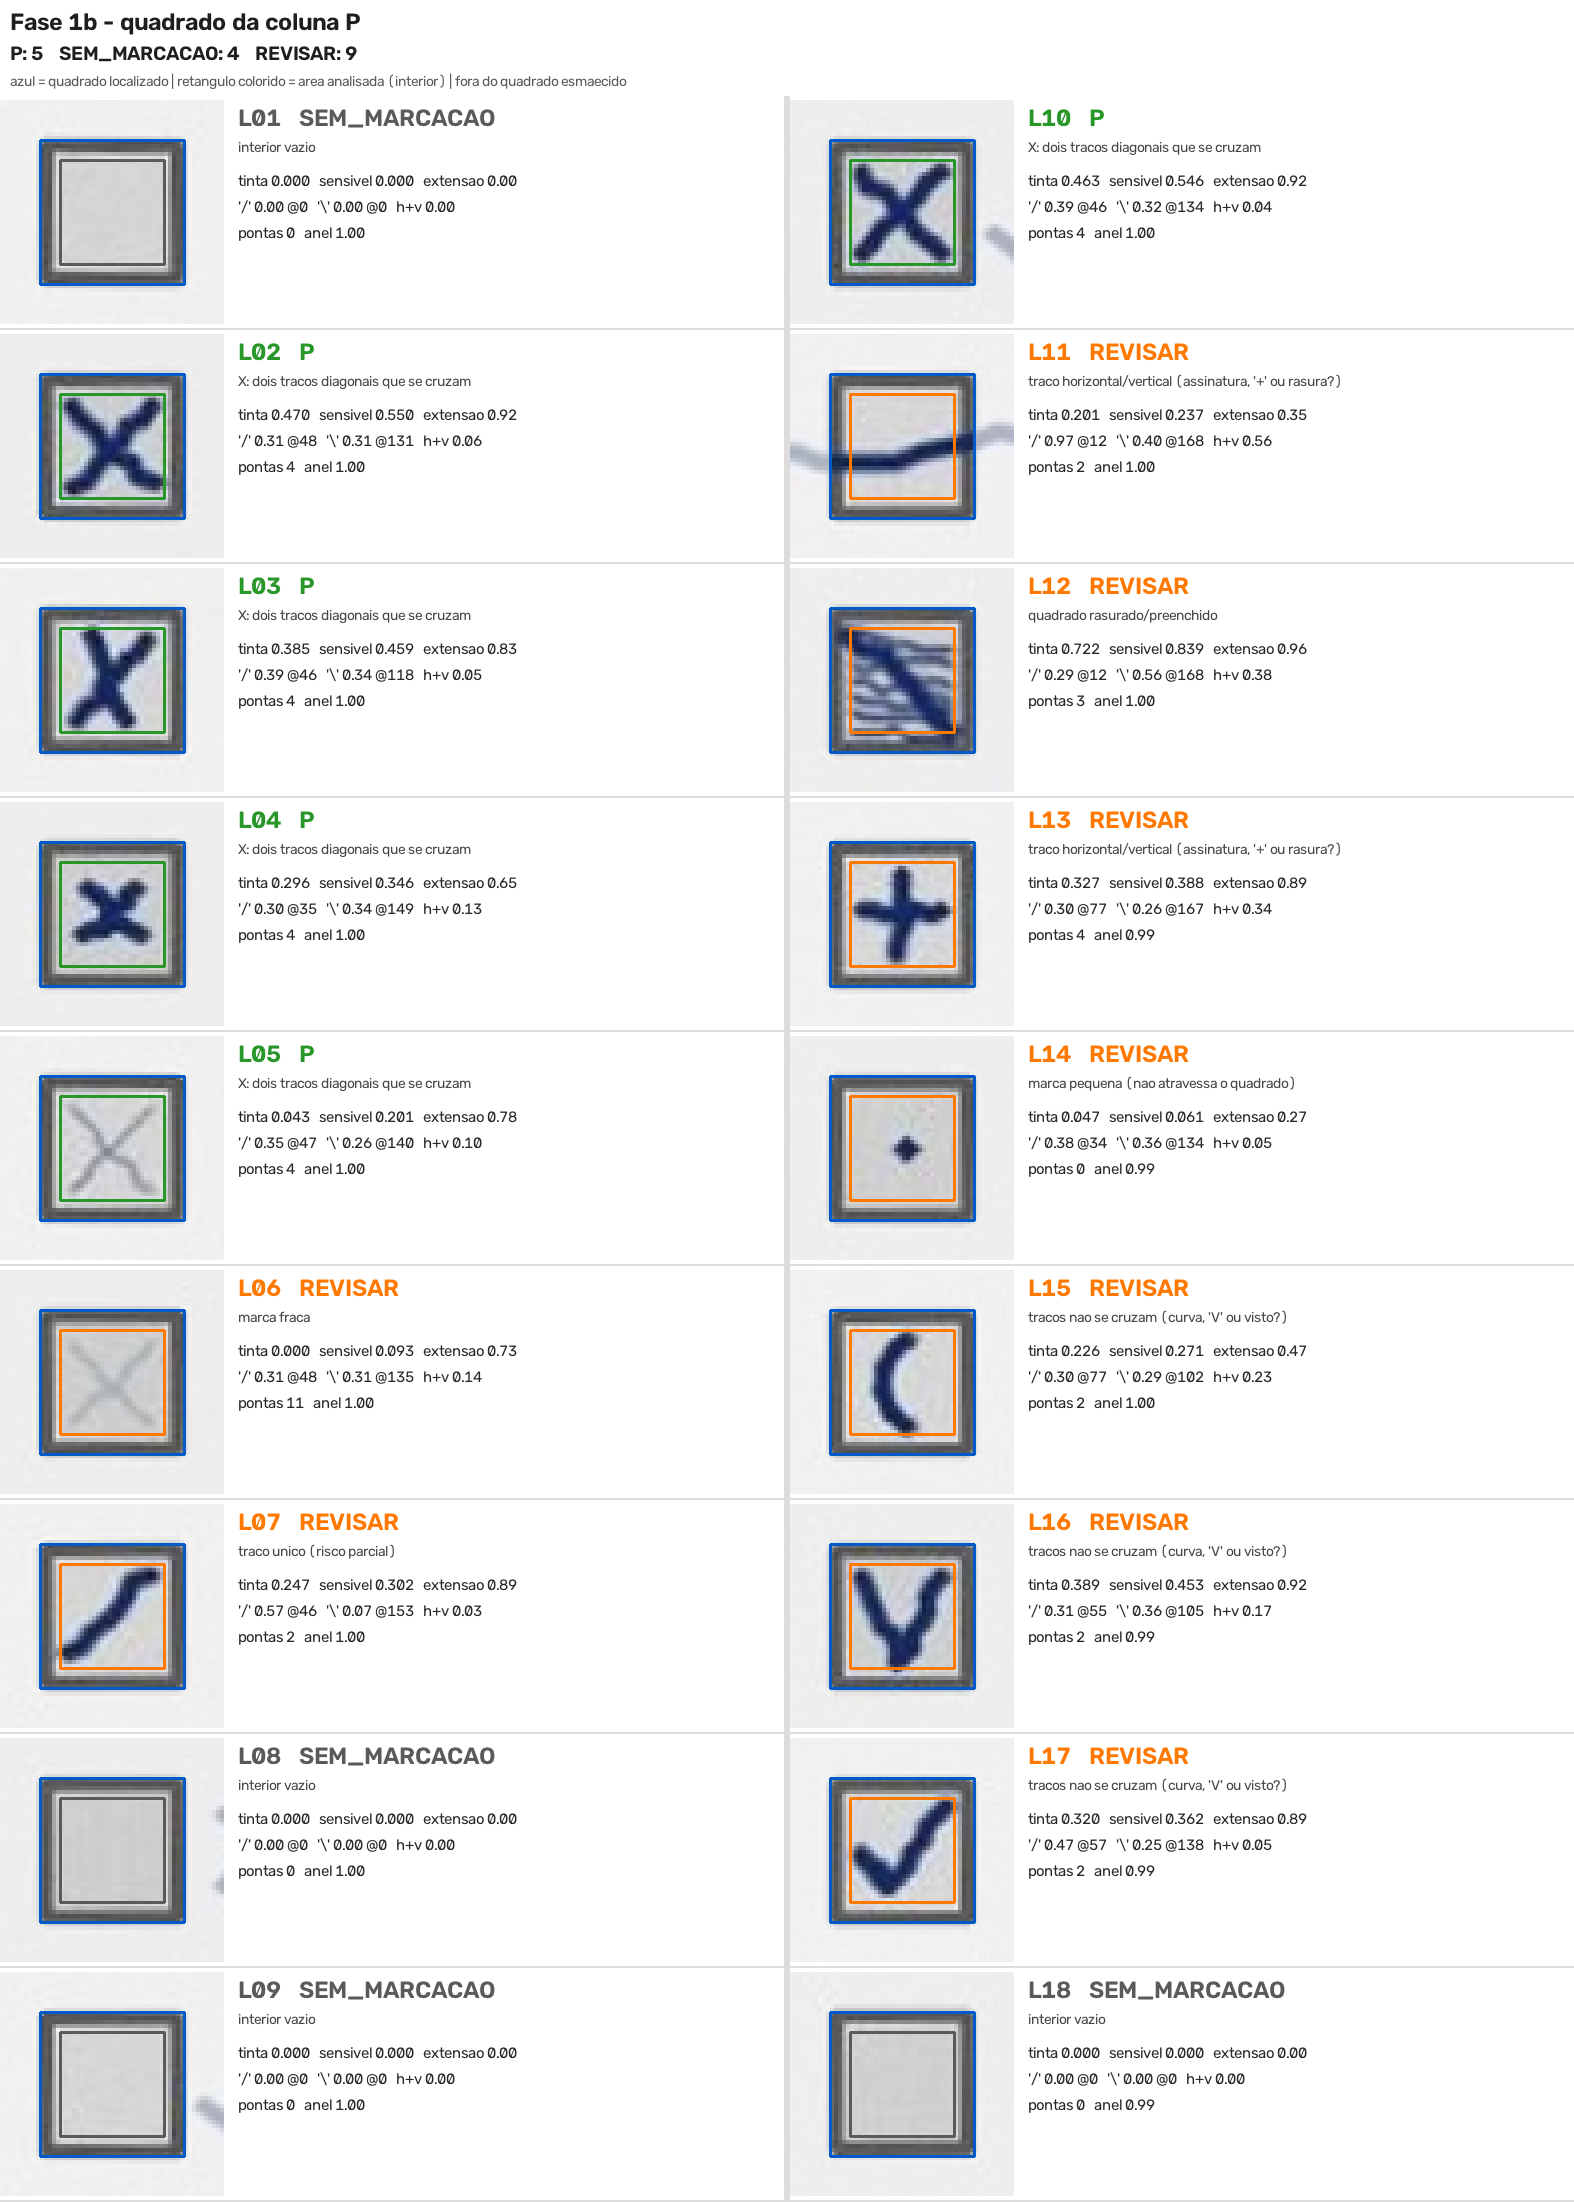 Fase 1b - quadrado da coluna P
P: 5 SEM_MARCACAO: 4 REVISAR: 9
azul = quadrado localizado | retangulo colorido = area analisada (interior) | fora do quadrado esmaecido
L01 SEM_MARCACAO
interior vazio
tinta 0.000 sensivel 0.000 extensao 0.00
'/' 0.00 @0 '\' 0.00 @0 h+v 0.00
pontas 0 anel 1.00
L02 P
X: dois tracos diagonais que se cruzam
tinta 0.470 sensivel 0.550 extensao 0.92
'/' 0.31 @48 '\' 0.31 @131 h+v 0.06
pontas 4 anel 1.00
L03 P
X: dois tracos diagonais que se cruzam
tinta 0.385 sensivel 0.459 extensao 0.83
'/' 0.39 @46 '\' 0.34 @118 h+v 0.05
pontas 4 anel 1.00
L04 P
X: dois tracos diagonais que se cruzam
tinta 0.296 sensivel 0.346 extensao 0.65
'/' 0.30 @35 '\' 0.34 @149 h+v 0.13
pontas 4 anel 1.00
L05 P
X: dois tracos diagonais que se cruzam
tinta 0.043 sensivel 0.201 extensao 0.78
'/' 0.35 @47 '\' 0.26 @140 h+v 0.10
pontas 4 anel 1.00
L06 REVISAR
marca fraca
tinta 0.000 sensivel 0.093 extensao 0.73
'/' 0.31 @48 '\' 0.31 @135 h+v 0.14
pontas 11 anel 1.00
L07 REVISAR
traco unico (risco parcial)
tinta 0.247 sensivel 0.302 extensao 0.89
'/' 0.57 @46 '\' 0.07 @153 h+v 0.03
pontas 2 anel 1.00
L08 SEM_MARCACAO
interior vazio
tinta 0.000 sensivel 0.000 extensao 0.00
'/' 0.00 @0 '\' 0.00 @0 h+v 0.00
pontas 0 anel 1.00
L09 SEM_MARCACAO
interior vazio
tinta 0.000 sensivel 0.000 extensao 0.00
'/' 0.00 @0 '\' 0.00 @0 h+v 0.00
pontas 0 anel 1.00
L10 P
X: dois tracos diagonais que se cruzam
tinta 0.463 sensivel 0.546 extensao 0.92
'/' 0.39 @46 '\' 0.32 @134 h+v 0.04
pontas 4 anel 1.00
L11 REVISAR
traco horizontal/vertical (assinatura, '+' ou rasura?)
tinta 0.201 sensivel 0.237 extensao 0.35
'/' 0.97 @12 '\' 0.40 @168 h+v 0.56
pontas 2 anel 1.00
L12 REVISAR
quadrado rasurado/preenchido
tinta 0.722 sensivel 0.839 extensao 0.96
'/' 0.29 @12 '\' 0.56 @168 h+v 0.38
pontas 3 anel 1.00
L13 REVISAR
traco horizontal/vertical (assinatura, '+' ou rasura?)
tinta 0.327 sensivel 0.388 extensao 0.89
'/' 0.30 @77 '\' 0.26 @167 h+v 0.34
pontas 4 anel 0.99
L14 REVISAR
marca pequena (nao atravessa o quadrado)
tinta 0.047 sensivel 0.061 extensao 0.27
'/' 0.38 @34 '\' 0.36 @134 h+v 0.05
pontas 0 anel 0.99
L15 REVISAR
tracos nao se cruzam (curva, 'V' ou visto?)
tinta 0.226 sensivel 0.271 extensao 0.47
'/' 0.30 @77 '\' 0.29 @102 h+v 0.23
pontas 2 anel 1.00
L16 REVISAR
tracos nao se cruzam (curva, 'V' ou visto?)
tinta 0.389 sensivel 0.453 extensao 0.92
'/' 0.31 @55 '\' 0.36 @105 h+v 0.17
pontas 2 anel 0.99
L17 REVISAR
tracos nao se cruzam (curva, 'V' ou visto?)
tinta 0.320 sensivel 0.362 extensao 0.89
'/' 0.47 @57 '\' 0.25 @138 h+v 0.05
pontas 2 anel 0.99
L18 SEM_MARCACAO
interior vazio
tinta 0.000 sensivel 0.000 extensao 0.00
'/' 0.00 @0 '\' 0.00 @0 h+v 0.00
pontas 0 anel 0.99